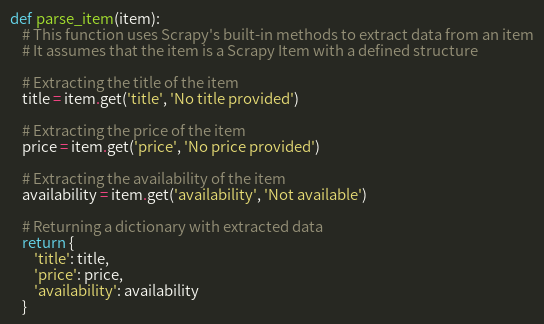 def parse_item(item):
    # This function uses Scrapy's built-in methods to extract data from an item
    # It assumes that the item is a Scrapy Item with a defined structure

    # Extracting the title of the item
    title = item.get('title', 'No title provided')

    # Extracting the price of the item
    price = item.get('price', 'No price provided')

    # Extracting the availability of the item
    availability = item.get('availability', 'Not available')

    # Returning a dictionary with extracted data
    return {
        'title': title,
        'price': price,
        'availability': availability
    }